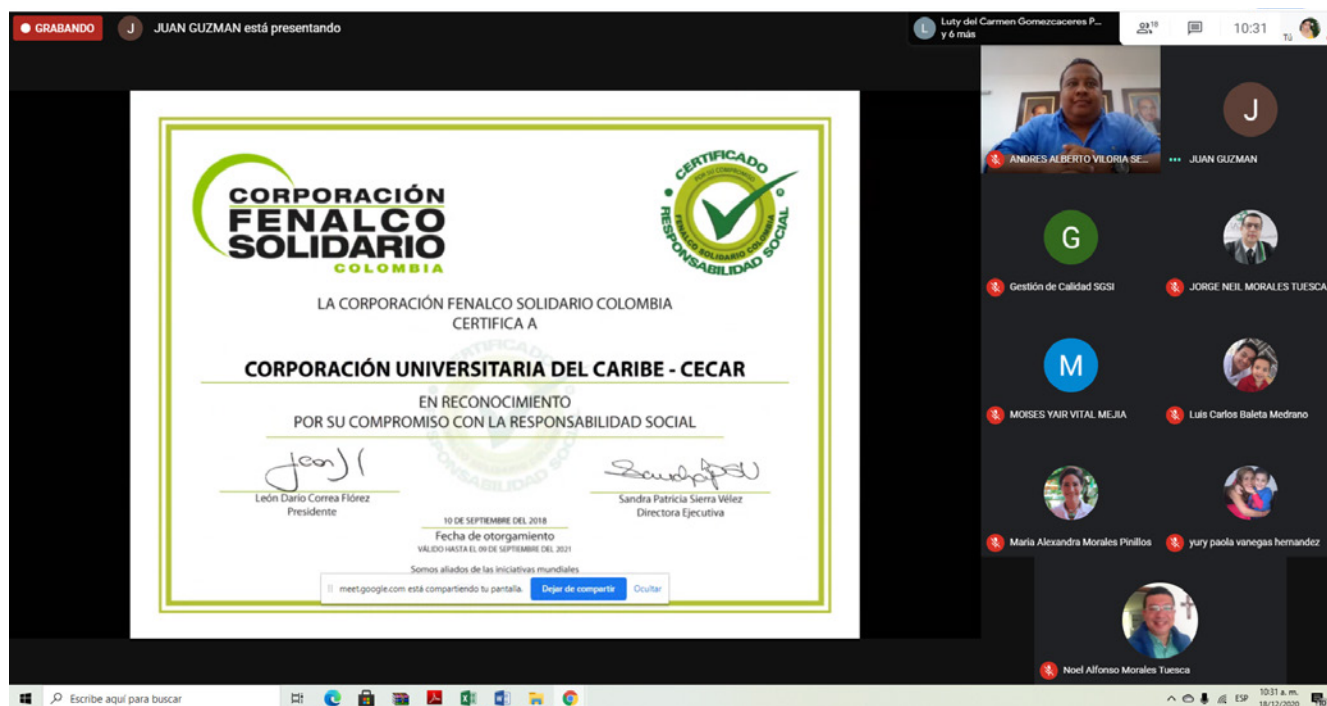 GRABANDO
J
JUAN GUZMAN está presentando
L
Luty del Carmen Gomezcaceres P...
y 6 más
18
10:31
Tú
CORPORACIÓN
FENALCO
SOLIDARIO
COLOMBIA
CERTIFICADO
POR SU COMPROMISO
FENALCO SOLIDARIO COLOMBIA
RESPONSABILIDAD SOCIAL
LA CORPORACIÓN FENALCO SOLIDARIO COLOMBIA
CERTIFICA A
CORPORACIÓN UNIVERSITARIA DEL CARIBE - CECAR
EN RECONOCIMIENTO
POR SU COMPROMISO CON LA RESPONSABILIDAD SOCIAL
León Darío Correa Flórez
Presidente
Sandra Patricia Sierra Vélez
Directora Ejecutiva
10 DE SEPTIEMBRE DEL 2018
Fecha de otorgamiento
VÁLIDO HASTA EL 09 DE SEPTIEMBRE DEL 2021
Somos aliados de las iniciativas mundiales
meet.google.com está compartiendo tu pantalla.
Dejar de compartir
Ocultar
ANDRES ALBERTO VILORIA SE...
J
JUAN GUZMAN
G
Gestión de Calidad SGSI
JORGE NEIL MORALES TUESCA
M
MOISES YAIR VITAL MEJIA
Luis Carlos Baleta Medrano
Maria Alexandra Morales Pinillos
yury paola vanegas hernandez
Noel Alfonso Morales Tuesca
Escribe aquí para buscar
ESP
10:31 a. m.
18/12/2020